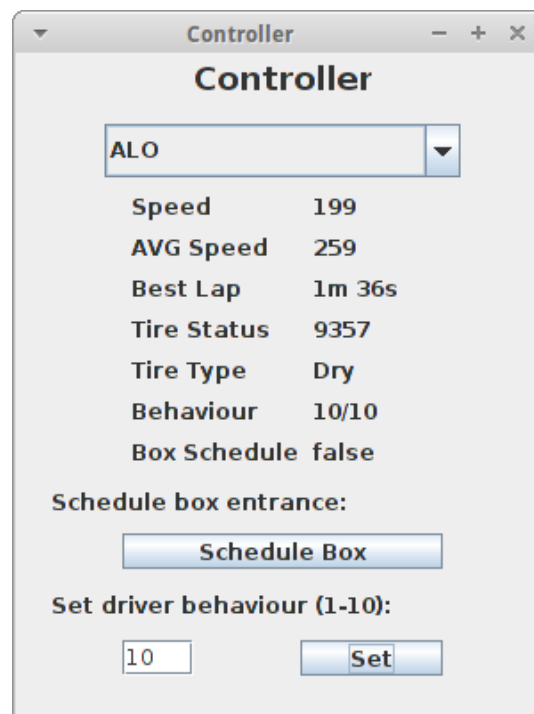 Controller
Controller
ALO
Speed 199
AVG Speed 259
Best Lap 1m 36s
Tire Status 9357
Tire Type Dry
Behaviour 10/10
Box Schedule false
Schedule box entrance:
Schedule Box
Set driver behaviour (1-10):
10 Set